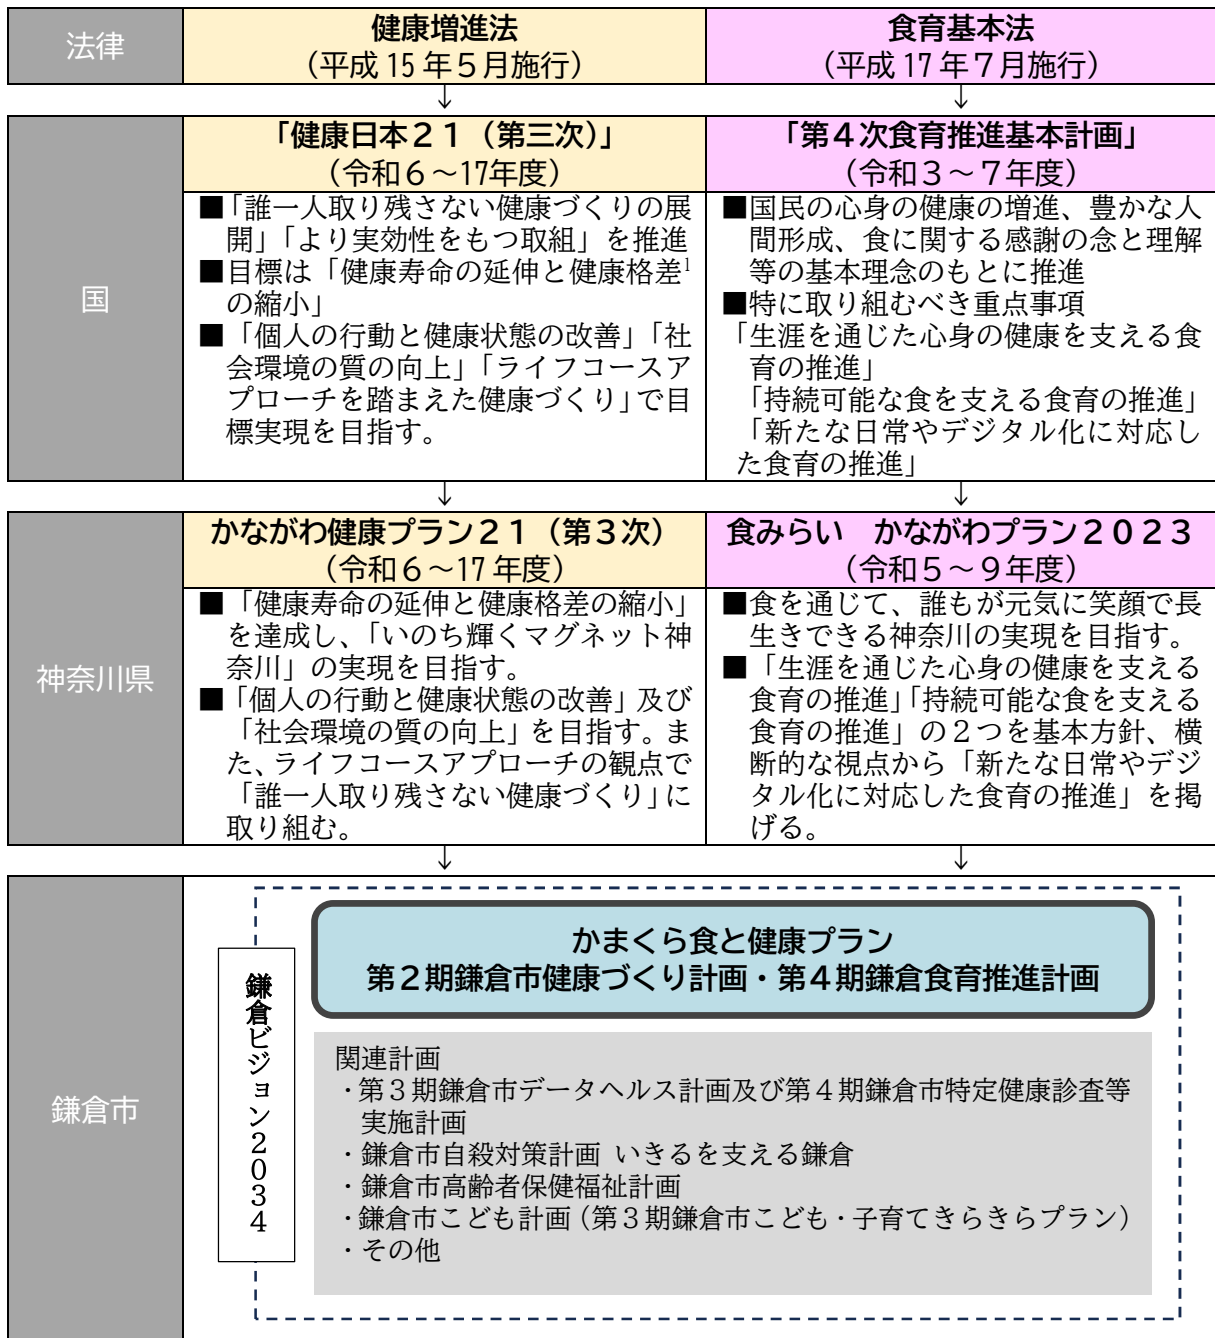 法律
健康増進法
（平成15年５月施行）
食育基本法
（平成17年７月施行）
↓
↓
国
「健康日本２１（第三次）」
（令和６～17年度）
■「誰一人取り残さない健康づくりの展
開」「より実効性をもつ取組」を推進
■目標は「健康寿命の延伸と健康格差1
の縮小」
■「個人の行動と健康状態の改善」「社
会環境の質の向上」「ライフコースア
プローチを踏まえた健康づくり」で目
標実現を目指す。
「第４次食育推進基本計画」
（令和３～７年度）
■国民の心身の健康の増進、豊かな人
間形成、食に関する感謝の念と理解
等の基本理念のもとに推進
■特に取り組むべき重点事項
「生涯を通じた心身の健康を支える食
育の推進」
「持続可能な食を支える食育の推進」
「新たな日常やデジタル化に対応し
た食育の推進」
↓
↓
神奈川県
かながわ健康プラン２１（第３次）
（令和６～17年度）
■「健康寿命の延伸と健康格差の縮小」
を達成し、「いのち輝くマグネット神
奈川」の実現を目指す。
■「個人の行動と健康状態の改善」及び
「社会環境の質の向上」を目指す。ま
た、ライフコースアプローチの観点で
「誰一人取り残さない健康づくり」に
取り組む。
食みらい　かながわプラン２０２３
（令和５～９年度）
■食を通じて、誰もが元気に笑顔で長
生きできる神奈川の実現を目指す。
■「生涯を通じた心身の健康を支える
食育の推進」「持続可能な食を支える
食育の推進」の２つを基本方針、横
断的な視点から「新たな日常やデジ
タル化に対応した食育の推進」を掲
げる。
↓
↓
鎌倉市
鎌倉ビジョン２０３４
かまくら食と健康プラン
第２期鎌倉市健康づくり計画・第４期鎌倉食育推進計画
関連計画
・第３期鎌倉市データヘルス計画及び第４期鎌倉市特定健康診査等
実施計画
・鎌倉市自殺対策計画 いきるを支える鎌倉
・鎌倉市高齢者保健福祉計画
・鎌倉市こども計画（第３期鎌倉市こども・子育てきらきらプラン）
・その他